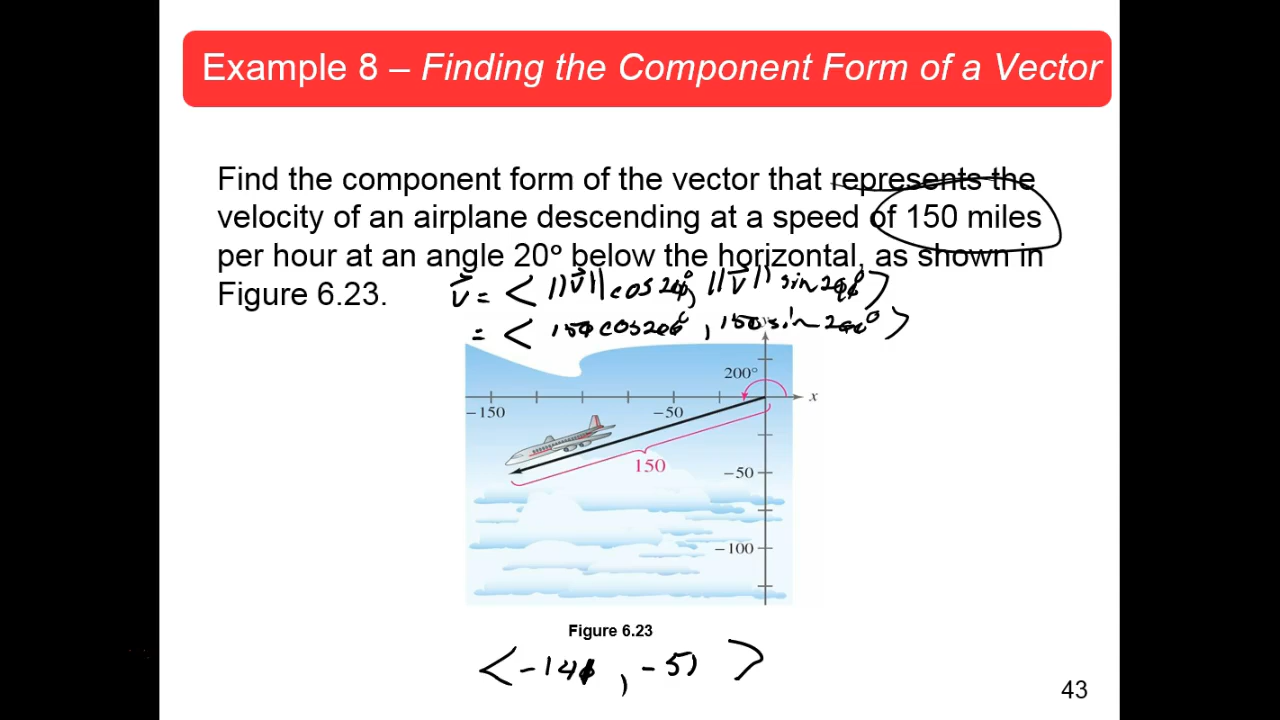 Example 8 – Finding the Component Form of a Vector
Find the component form of the vector that represents the
velocity of an airplane descending at a speed of 150 miles
per hour at an angle 20° below the horizontal, as shown in
Figure 6.23.
v⃗ = < ||v⃗|| cos 200°, ||v⃗|| sin 200° >
= < 150 cos 200°, 150 sin 200° >
y
200°
x
−150
−50
150
−50
−100
Figure 6.23
< −141, −51 >
43